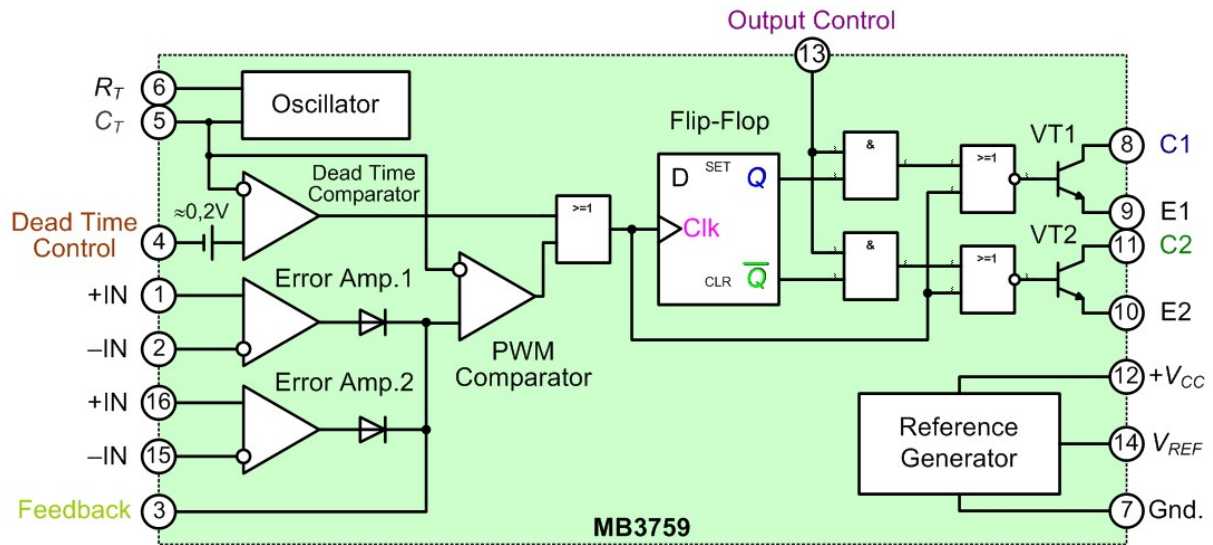 Output Control
13
R_T 6
Oscillator
C_T 5
Flip-Flop
VT1
8 C1
Dead Time
Comparator
≈0,2V
Dead Time
Control
4
D SET Q
Clk
CLR Q̅
&
&
>=1
>=1
>=1
9 E1
VT2
11 C2
10 E2
+IN 1
Error Amp.1
–IN 2
PWM
Comparator
+IN 16
Error Amp.2
–IN 15
Feedback 3
Reference
Generator
12 +V_CC
14 V_REF
7 Gnd.
MB3759